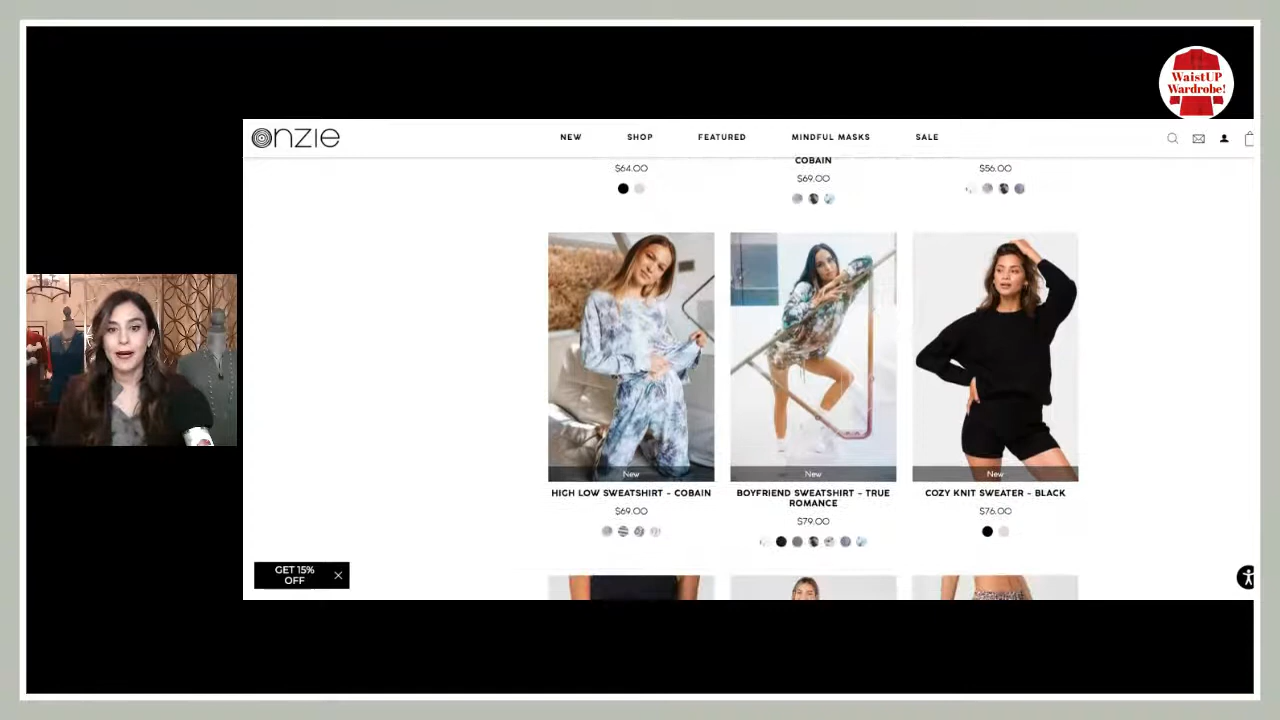 WaistUP
Wardrobe!
onzie
NEW
SHOP
FEATURED
MINDFUL MASKS
SALE
$64.00
COBAIN
$69.00
$56.00
New
New
New
HIGH LOW SWEATSHIRT - COBAIN
$69.00
BOYFRIEND SWEATSHIRT - TRUE
ROMANCE
$79.00
COZY KNIT SWEATER - BLACK
$76.00
GET 15%
OFF